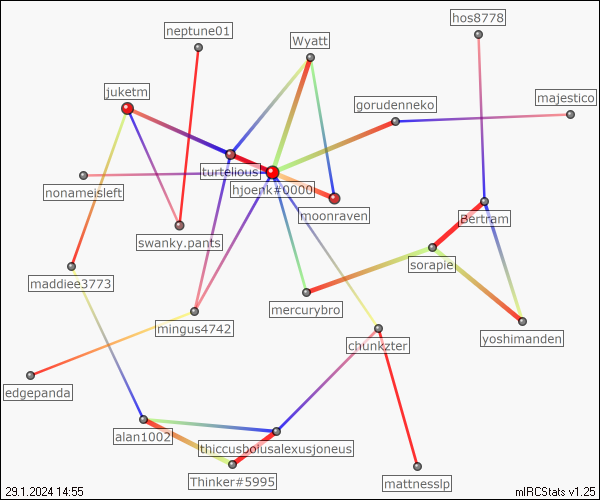 hos8778
neptune01
Wyatt
juketm
majestico
gorudenneko
turtelious
hjoenk#0000
nonameisleft
moonraven
Bertram
swanky.pants
sorapie
maddiee3773
mercurybro
mingus4742
yoshimanden
chunkzter
edgepanda
alan1002
thiccusboiusalexusjoneus
Thinker#5995
mattnesslp
29.1.2024 14:55
mIRCStats v1.25